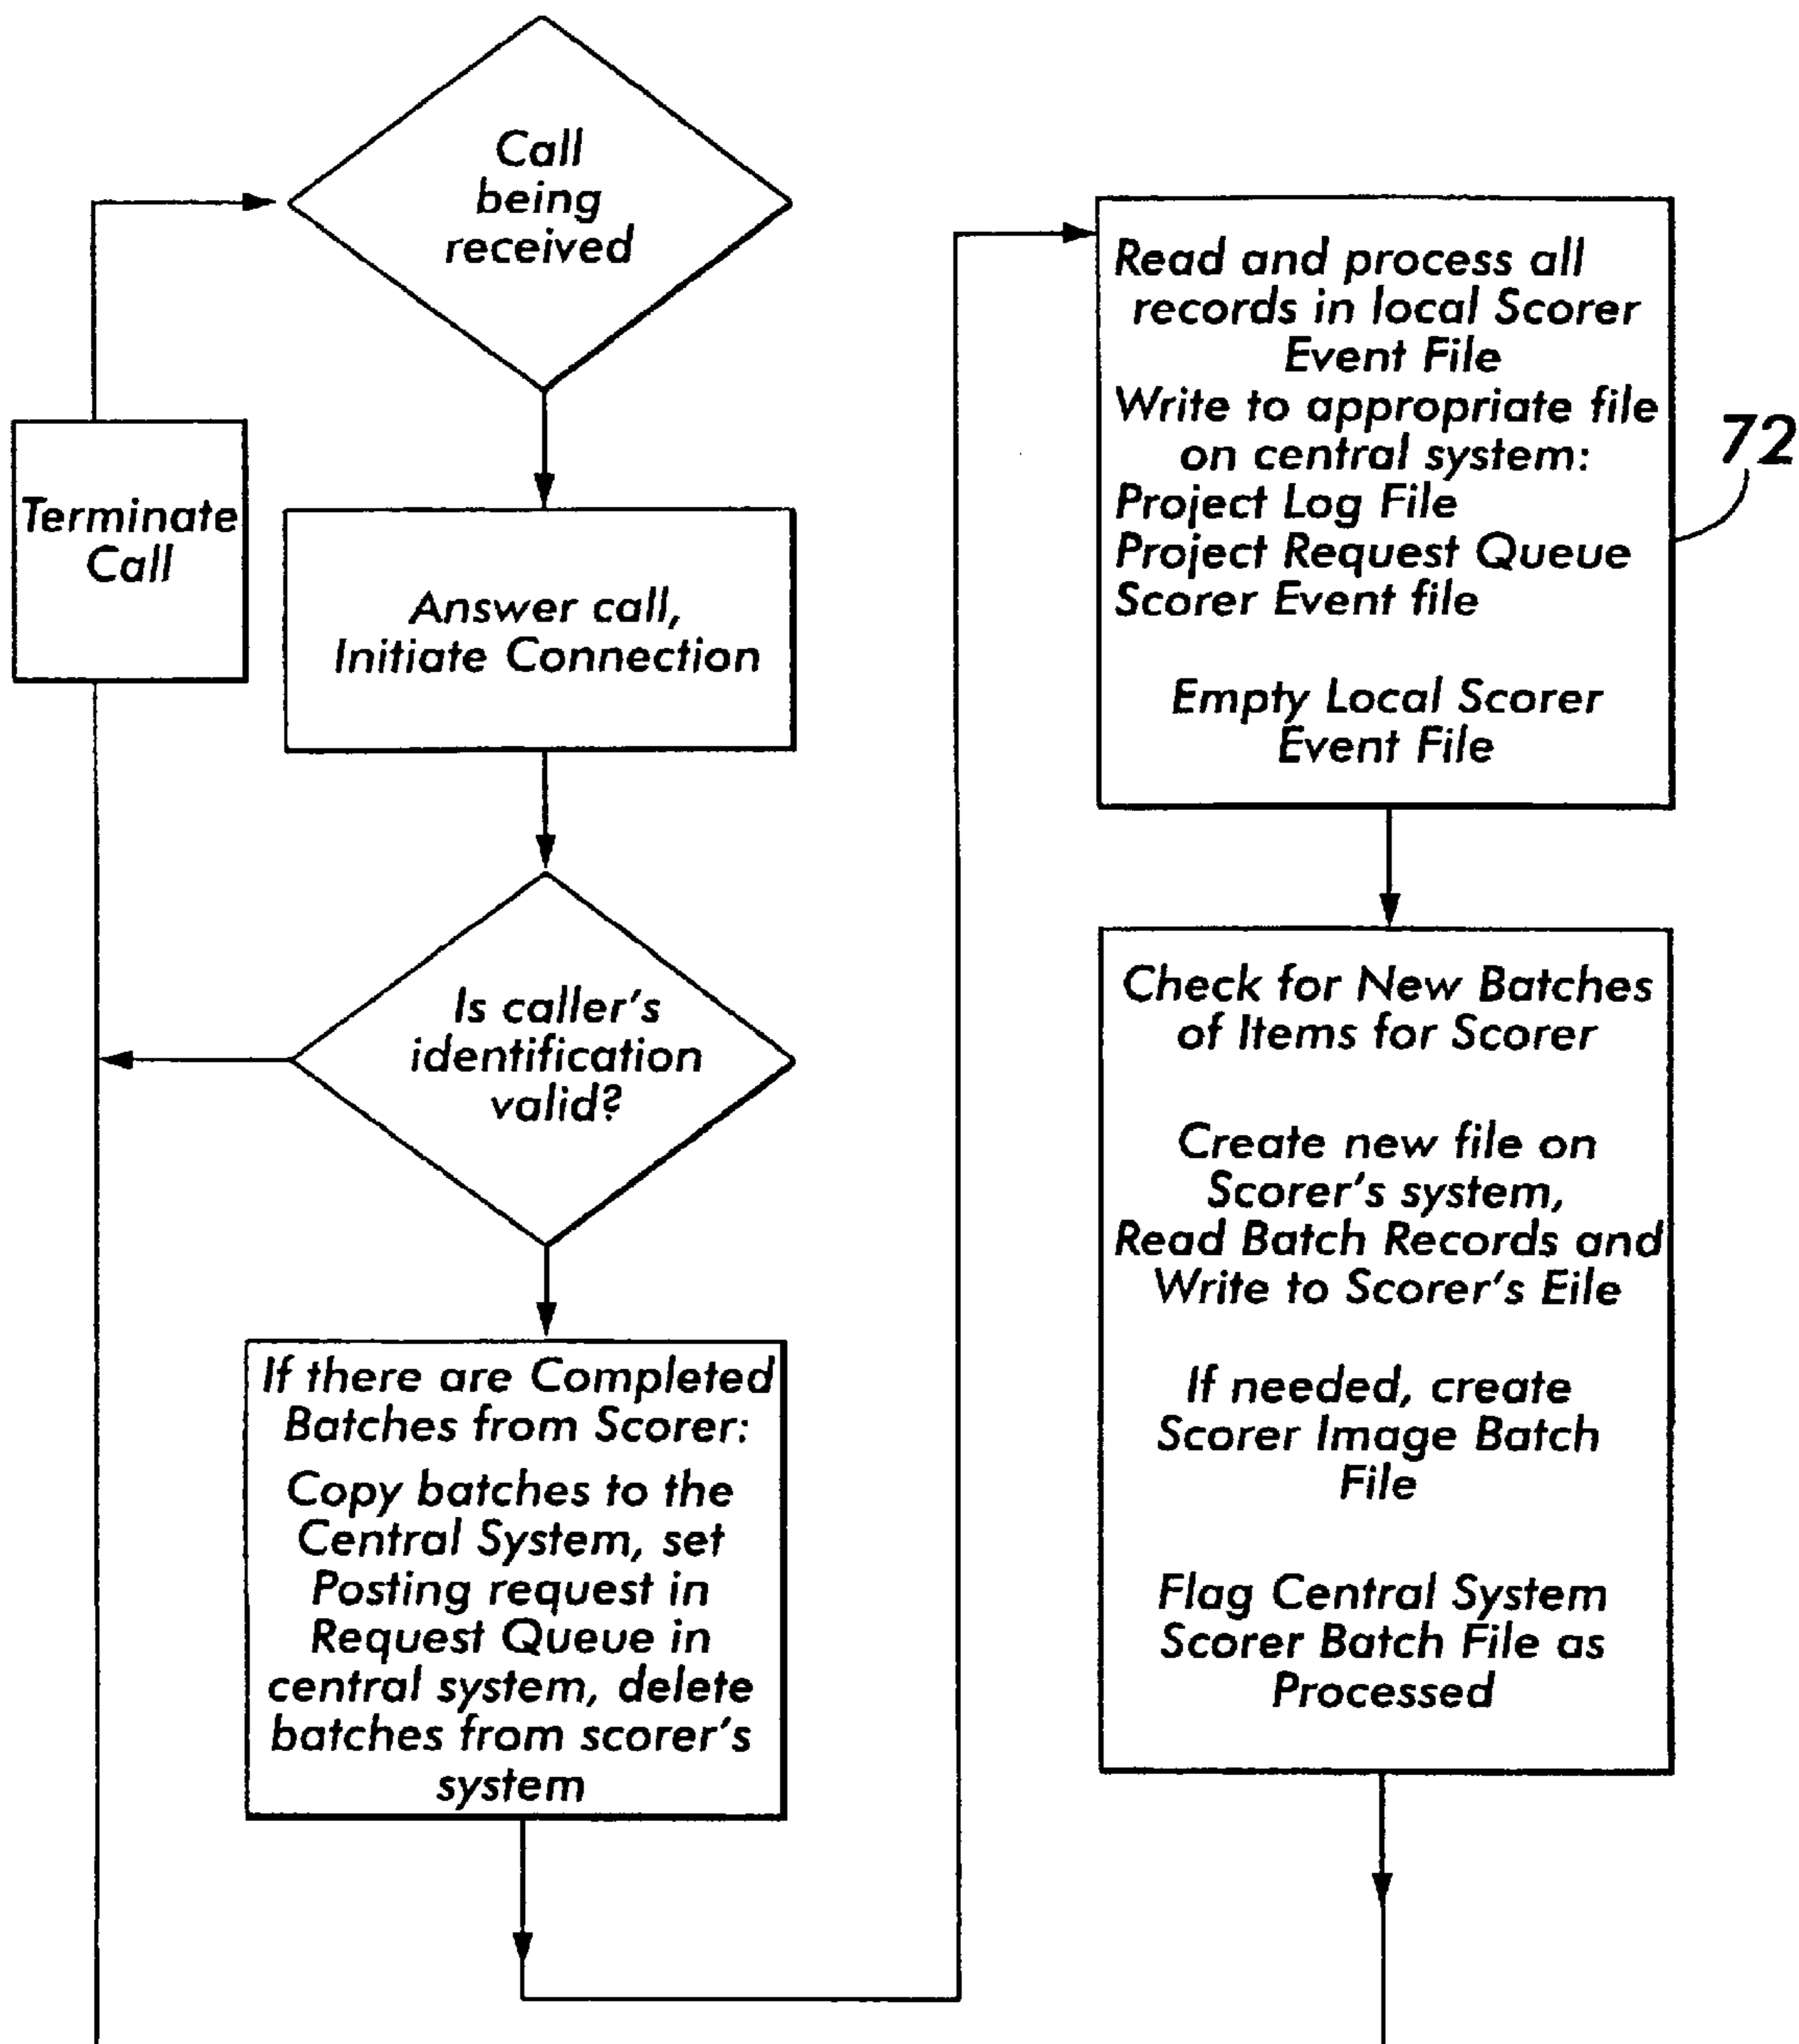 Call
being
received
Terminate
Call
Answer call,
Initiate Connection
Is caller's
identification
valid?
If there are Completed
Batches from Scorer:
Copy batches to the
Central System, set
Posting request in
Request Queue in
central system, delete
batches from scorer's
system
Read and process all
records in local Scorer
Event File
Write to appropriate file
on central system:
Project Log File
Project Request Queue
Scorer Event file
Empty Local Scorer
Event File
72
Check for New Batches
of Items for Scorer
Create new file on
Scorer's system,
Read Batch Records and
Write to Scorer's Eile
If needed, create
Scorer Image Batch
File
Flag Central System
Scorer Batch File as
Processed